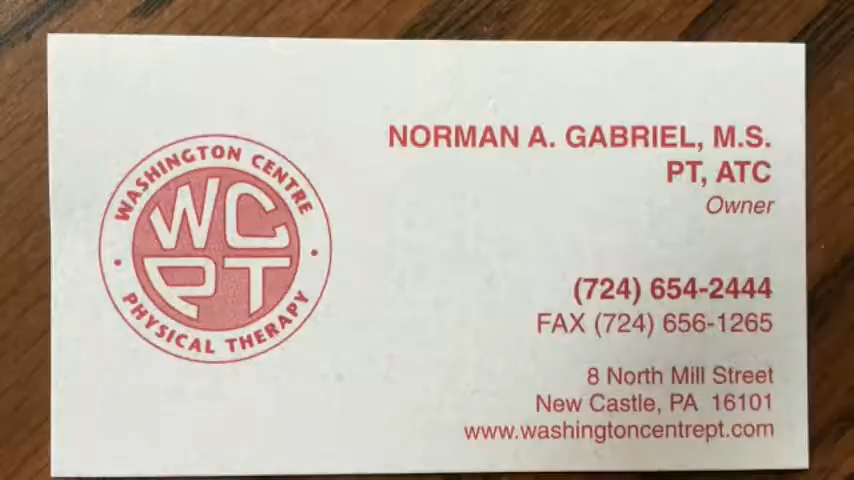 WASHINGTON CENTRE
WC
PT
PHYSICAL THERAPY
NORMAN A. GABRIEL, M.S.
PT, ATC
Owner
(724) 654-2444
FAX (724) 656-1265
8 North Mill Street
New Castle, PA 16101
www.washingtoncentrept.com